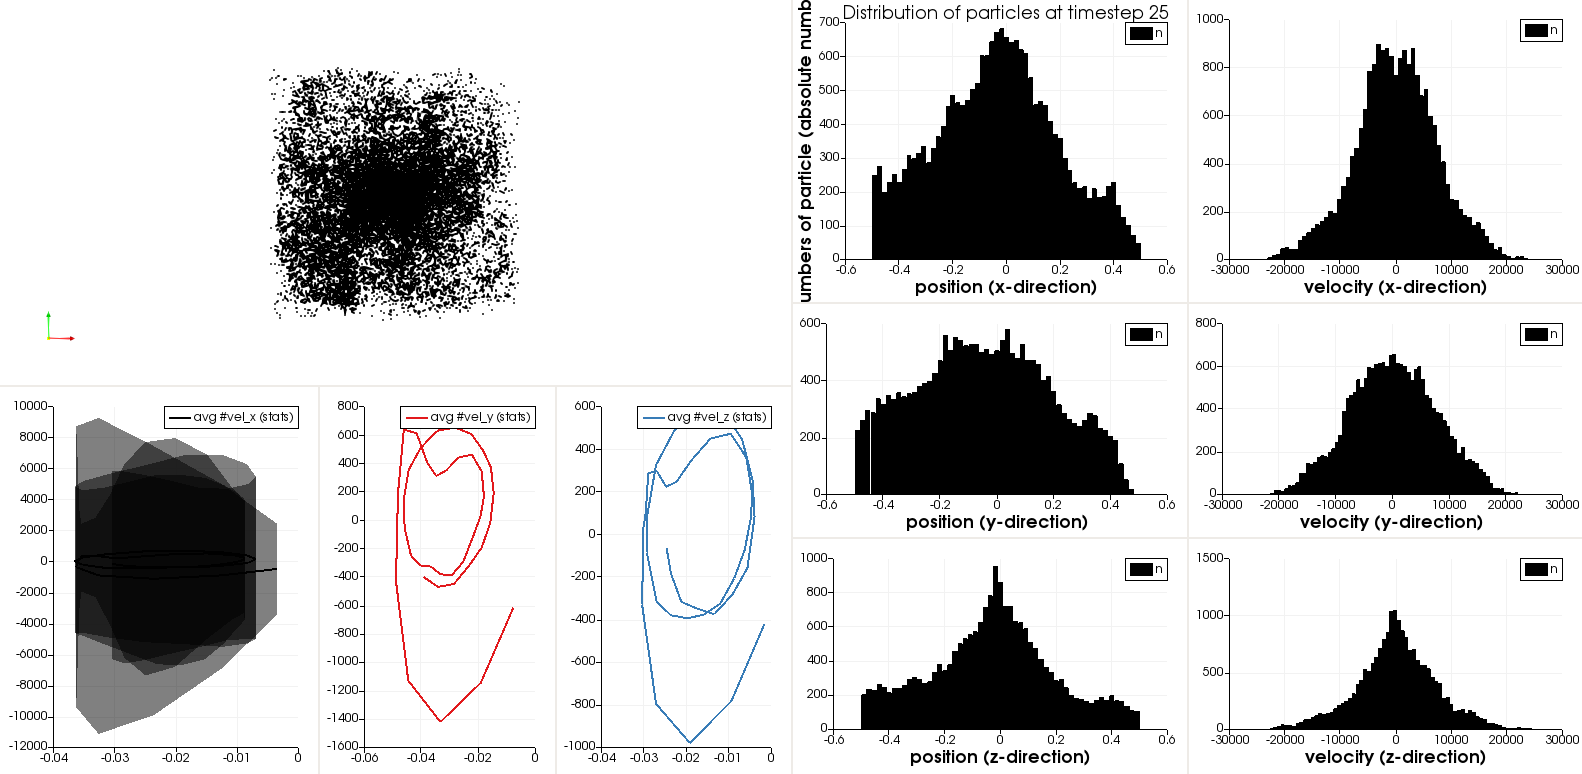 Distribution of particles at timestep 25
umbers of particle (absolute numb
700
600
500
400
300
200
100
0
n
-0.6 -0.4 -0.2 0 0.2 0.4 0.6
position (x-direction)
1000
800
600
400
200
0
n
-30000 -20000 -10000 0 10000 20000 30000
velocity (x-direction)
600
400
200
0
n
-0.6 -0.4 -0.2 0 0.2 0.4 0.6
position (y-direction)
800
600
400
200
0
n
-30000 -20000 -10000 0 10000 20000 30000
velocity (y-direction)
1000
800
600
400
200
0
n
-0.6 -0.4 -0.2 0 0.2 0.4 0.6
position (z-direction)
1500
1000
500
0
n
-30000 -20000 -10000 0 10000 20000 30000
velocity (z-direction)
10000
8000
6000
4000
2000
0
-2000
-4000
-6000
-8000
-10000
-12000
avg #vel_x (stats)
-0.04 -0.03 -0.02 -0.01 0
800
600
400
200
0
-200
-400
-600
-800
-1000
-1200
-1400
-1600
avg #vel_y (stats)
-0.06 -0.04 -0.02 0
600
400
200
0
-200
-400
-600
-800
-1000
avg #vel_z (stats)
-0.04 -0.03 -0.02 -0.01 0